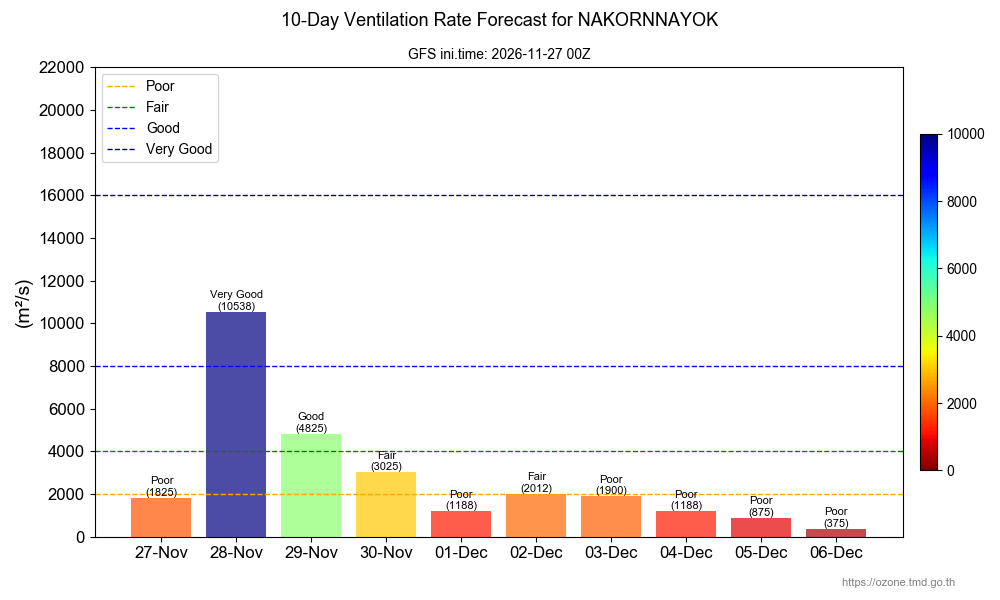 10-Day Ventilation Rate Forecast for NAKORNNAYOK
GFS ini.time: 2026-11-27 00Z
(m²/s)
22000
20000
18000
16000
14000
12000
10000
8000
6000
4000
2000
0
Poor
Fair
Good
Very Good
Poor
(1825)
Very Good
(10538)
Good
(4825)
Fair
(3025)
Poor
(1188)
Fair
(2012)
Poor
(1900)
Poor
(1188)
Poor
(875)
Poor
(375)
27-Nov 28-Nov 29-Nov 30-Nov 01-Dec 02-Dec 03-Dec 04-Dec 05-Dec 06-Dec
10000
8000
6000
4000
2000
0
https://ozone.tmd.go.th